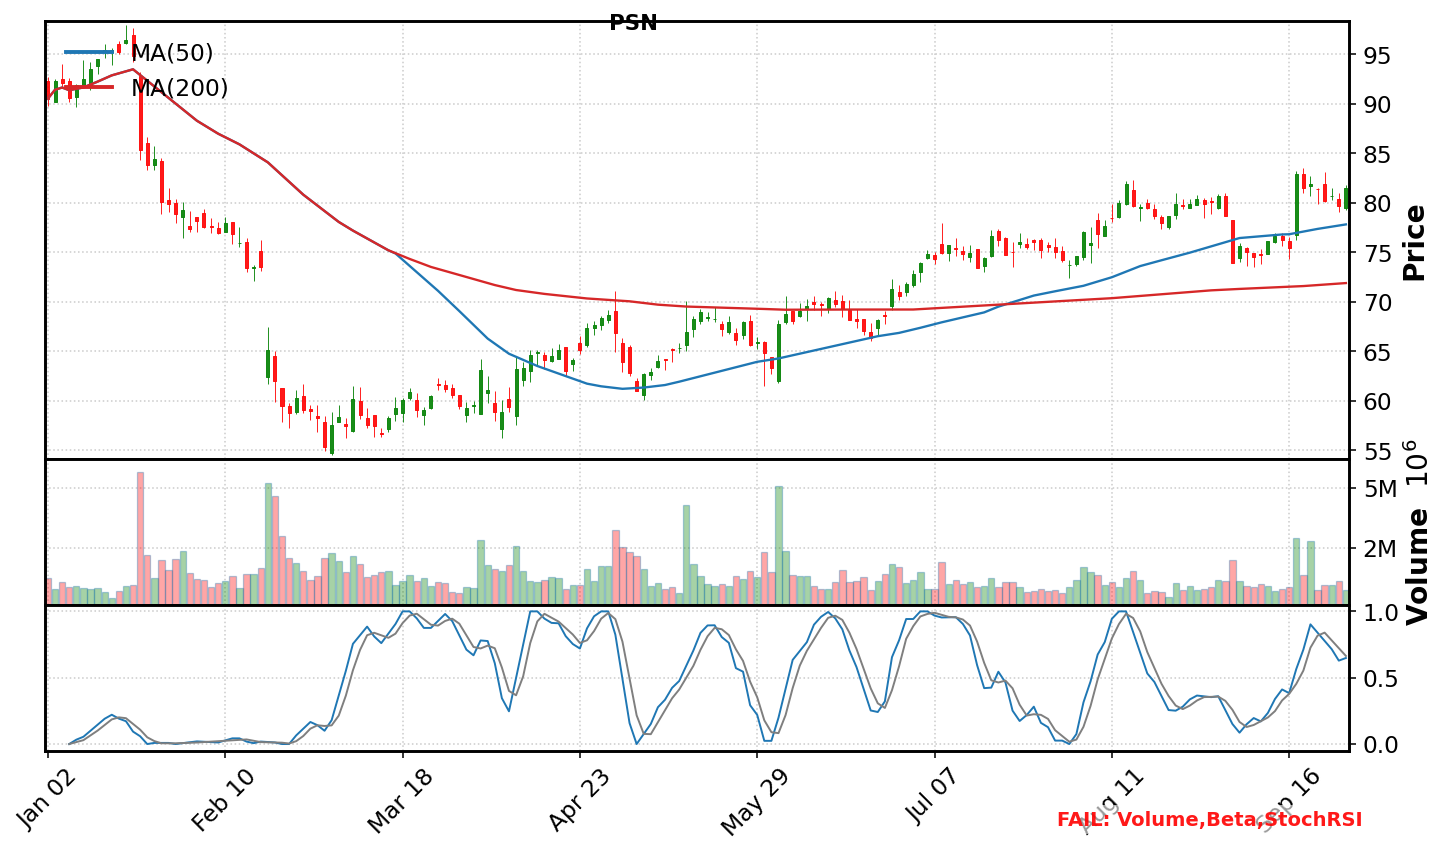 PSN
MA(50)
MA(200)
95
90
85
80
75
70
65
60
55
Price
5M
2M
Volume 10⁶
1.0
0.5
0.0
Jan 02
Feb 10
Mar 18
Apr 23
May 29
Jul 07
Aug 11
Sep 16
FAIL: Volume,Beta,StochRSI